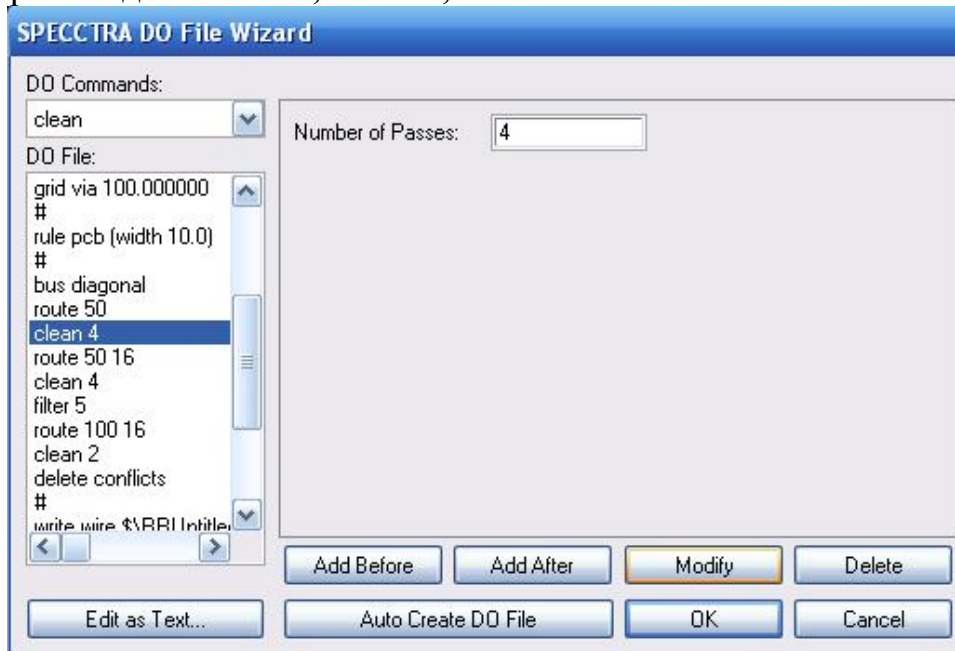 SPECCTRA DO File Wizard
DO Commands:
clean
Number of Passes: 4
DO File:
grid via 100.000000
#
rule pcb (width 10.0)
#
bus diagonal
route 50
clean 4
route 50 16
clean 4
filter 5
route 100 16
clean 2
delete conflicts
#
write wire
Add Before Add After Modify Delete
Edit as Text... Auto Create DO File OK Cancel